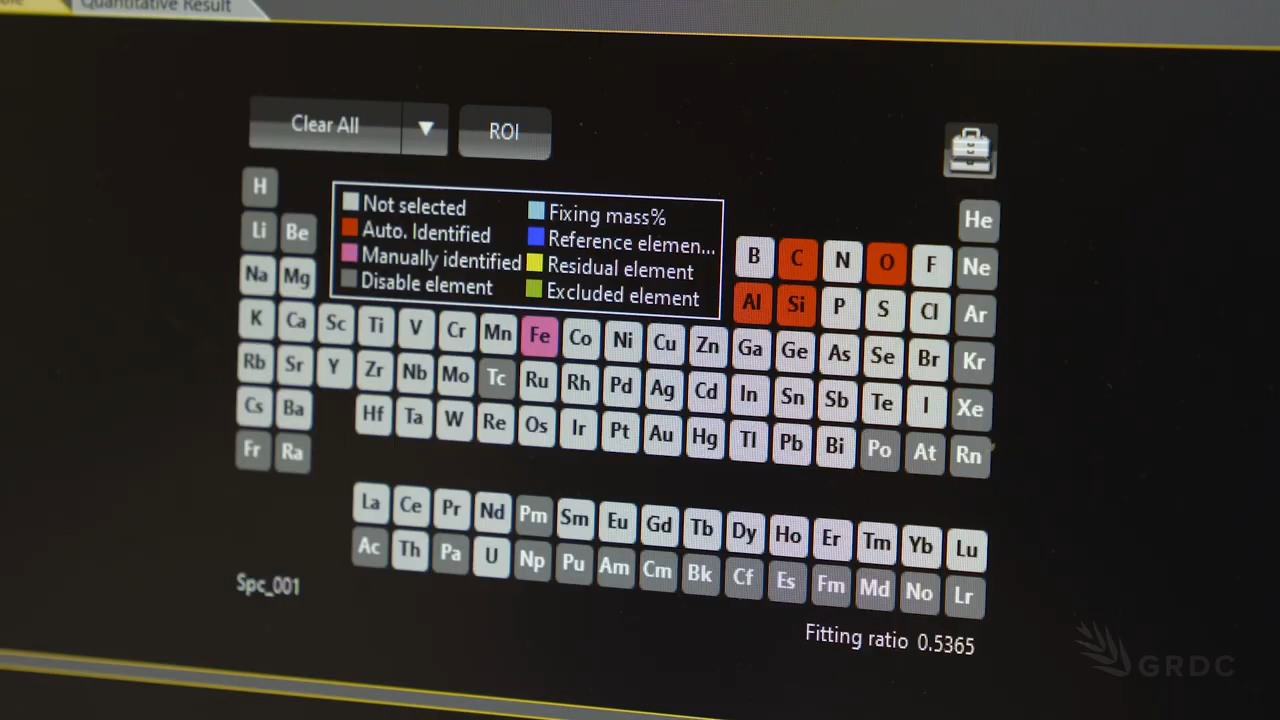 Quantitative Result
Clear All ▼ ROI
H
Not selected Fixing mass%
He
Li Be
Auto. Identified Reference elemen...
B C N O F Ne
Manually identified Residual element
Na Mg
Disable element Excluded element
Al Si P S Cl Ar
K Ca Sc Ti V Cr Mn Fe Co Ni Cu Zn Ga Ge As Se Br Kr
Rb Sr Y Zr Nb Mo Tc Ru Rh Pd Ag Cd In Sn Sb Te I Xe
Cs Ba Hf Ta W Re Os Ir Pt Au Hg Tl Pb Bi Po At Rn
Fr Ra
La Ce Pr Nd Pm Sm Eu Gd Tb Dy Ho Er Tm Yb Lu
Ac Th Pa U Np Pu Am Cm Bk Cf Es Fm Md No Lr
Spc_001
Fitting ratio 0.5365
GRDC